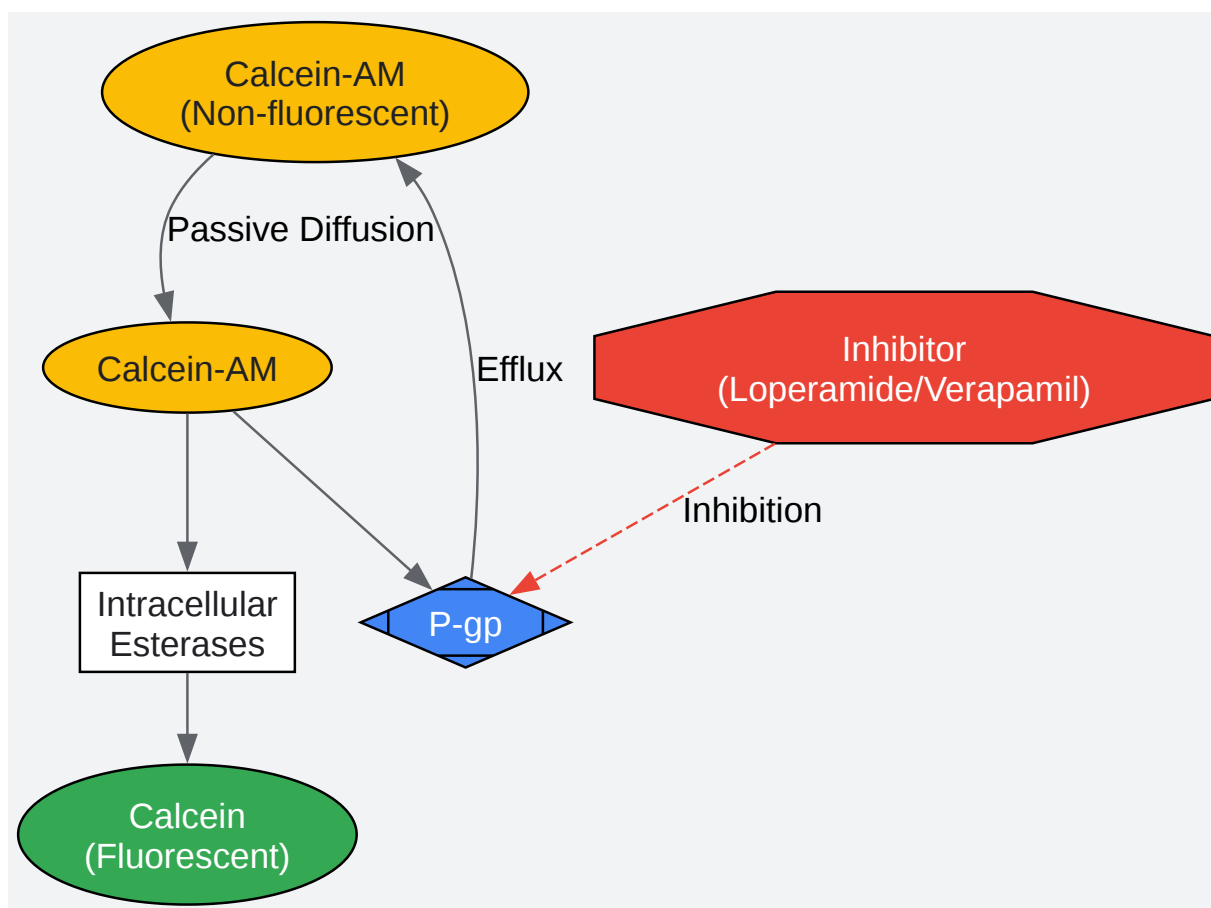 Calcein-AM
(Non-fluorescent)
Passive Diffusion
Calcein-AM
Efflux
Inhibitor
(Loperamide/Verapamil)
Inhibition
Intracellular
Esterases
P-gp
Calcein
(Fluorescent)